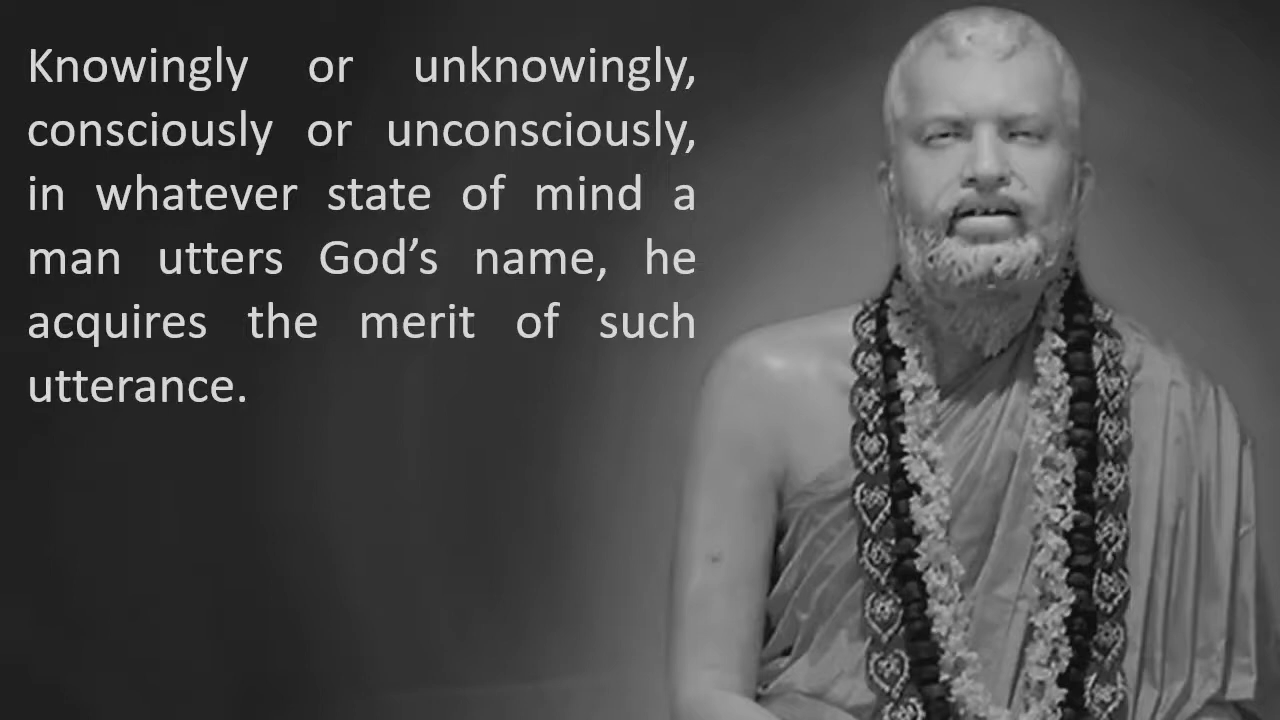 Knowingly or unknowingly,
consciously or unconsciously,
in whatever state of mind a
man utters God’s name, he
acquires the merit of such
utterance.